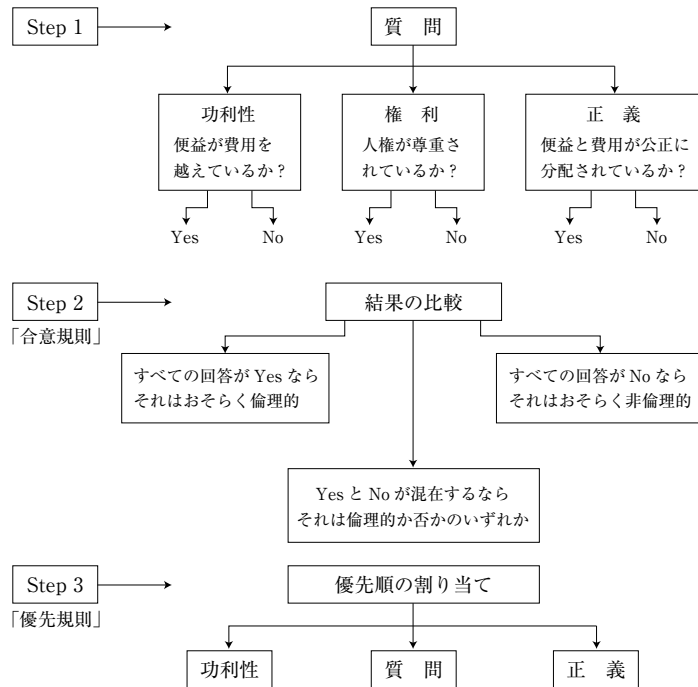 Step 1
質 問
功利性
便益が費用を
越えているか？
権 利
人権が尊重さ
れているか？
正 義
便益と費用が公正に
分配されているか？
Yes
No
Yes
No
Yes
No
Step 2
「合意規則」
結果の比較
すべての回答が Yes なら
それはおそらく倫理的
すべての回答が No なら
それはおそらく非倫理的
Yes と No が混在するなら
それは倫理的か否かのいずれか
Step 3
「優先規則」
優先順の割り当て
功利性
質 問
正 義